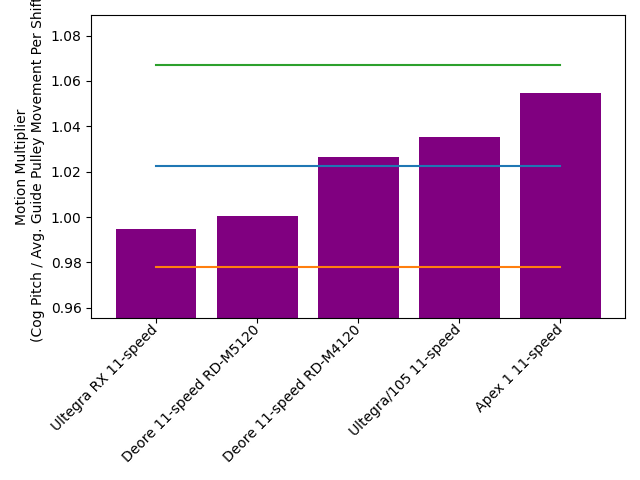 Motion Multiplier
(Cog Pitch / Avg. Guide Pulley Movement Per Shift
1.08
1.06
1.04
1.02
1.00
0.98
0.96
Ultegra RX 11-speed
Deore 11-speed RD-M5120
Deore 11-speed RD-M4120
Ultegra/105 11-speed
Apex 1 11-speed